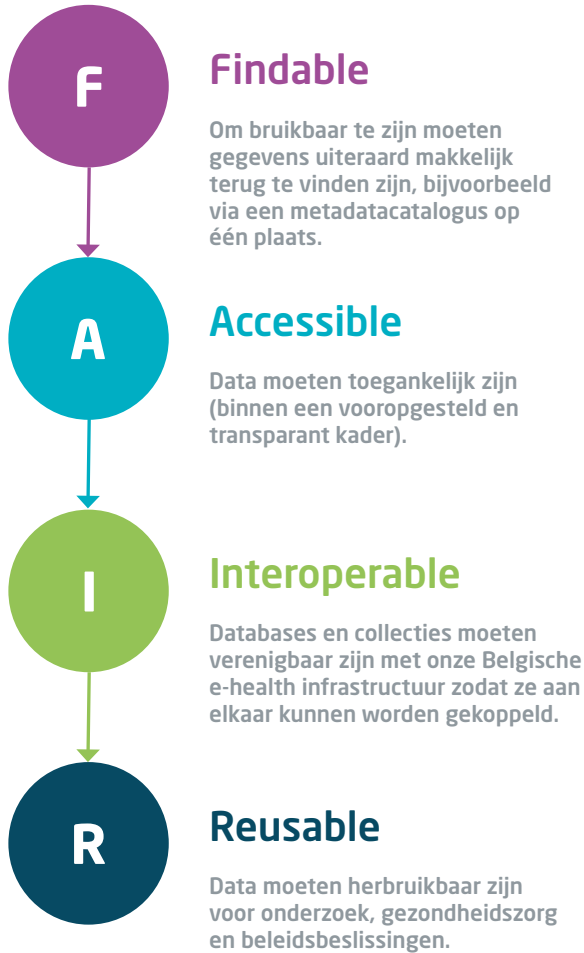 F
Findable
Om bruikbaar te zijn moeten
gegevens uiteraard makkelijk
terug te vinden zijn, bijvoorbeeld
via een metadatacatalogus op
één plaats.
A
Accessible
Data moeten toegankelijk zijn
(binnen een vooropgesteld en
transparant kader).
I
Interoperable
Databases en collecties moeten
verenigbaar zijn met onze Belgische
e-health infrastructuur zodat ze aan
elkaar kunnen worden gekoppeld.
R
Reusable
Data moeten herbruikbaar zijn
voor onderzoek, gezondheidszorg
en beleidsbeslissingen.